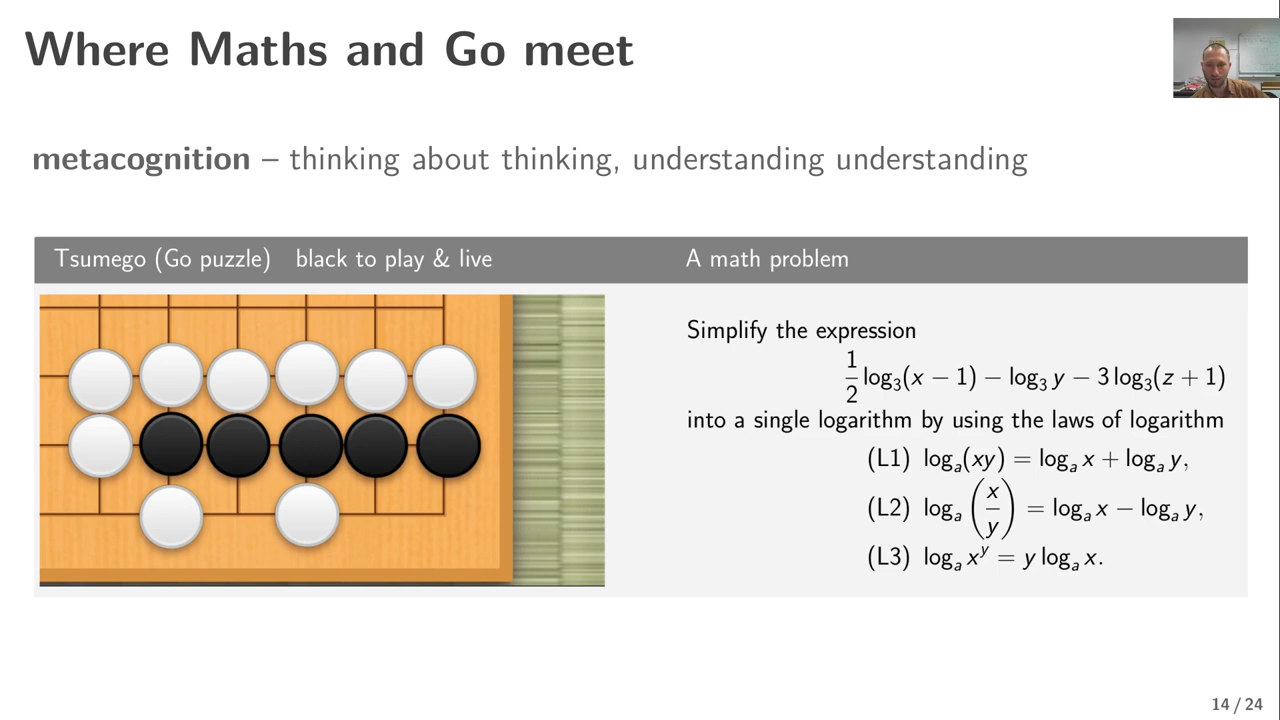 Where Maths and Go meet
metacognition – thinking about thinking, understanding understanding
Tsumego (Go puzzle) black to play & live
A math problem
Simplify the expression
1/2 log₃(x − 1) − log₃ y − 3 log₃(z + 1)
into a single logarithm by using the laws of logarithm
(L1) logₐ(xy) = logₐ x + logₐ y,
(L2) logₐ (x/y) = logₐ x − logₐ y,
(L3) logₐ xʸ = y logₐ x.
14 / 24